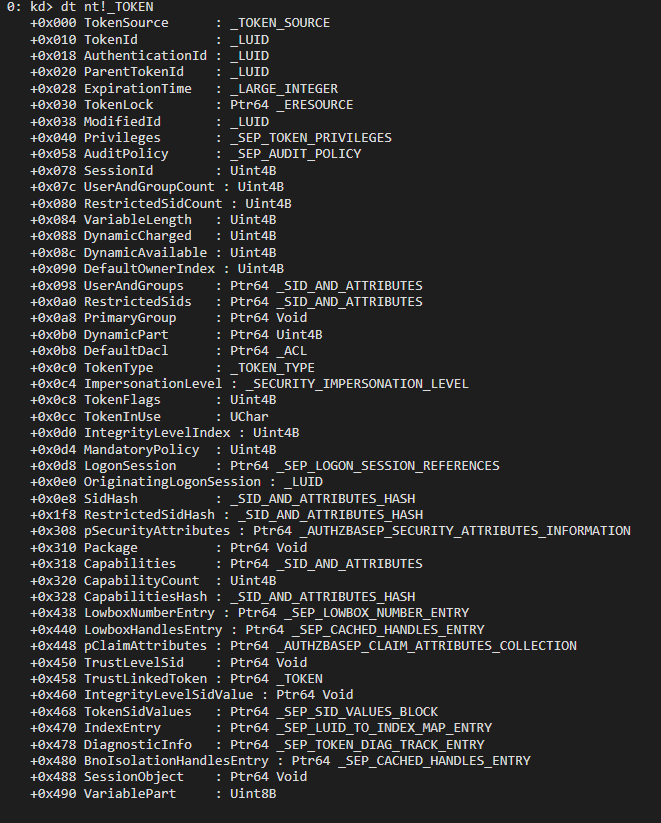 0: kd> dt nt!_TOKEN
+0x000 TokenSource : _TOKEN_SOURCE
+0x010 TokenId : _LUID
+0x018 AuthenticationId : _LUID
+0x020 ParentTokenId : _LUID
+0x028 ExpirationTime : _LARGE_INTEGER
+0x030 TokenLock : Ptr64 _ERESOURCE
+0x038 ModifiedId : _LUID
+0x040 Privileges : _SEP_TOKEN_PRIVILEGES
+0x058 AuditPolicy : _SEP_AUDIT_POLICY
+0x078 SessionId : Uint4B
+0x07c UserAndGroupCount : Uint4B
+0x080 RestrictedSidCount : Uint4B
+0x084 VariableLength : Uint4B
+0x088 DynamicCharged : Uint4B
+0x08c DynamicAvailable : Uint4B
+0x090 DefaultOwnerIndex : Uint4B
+0x098 UserAndGroups : Ptr64 _SID_AND_ATTRIBUTES
+0x0a0 RestrictedSids : Ptr64 _SID_AND_ATTRIBUTES
+0x0a8 PrimaryGroup : Ptr64 Void
+0x0b0 DynamicPart : Ptr64 Uint4B
+0x0b8 DefaultDacl : Ptr64 _ACL
+0x0c0 TokenType : _TOKEN_TYPE
+0x0c4 ImpersonationLevel : _SECURITY_IMPERSONATION_LEVEL
+0x0c8 TokenFlags : Uint4B
+0x0cc TokenInUse : UChar
+0x0d0 IntegrityLevelIndex : Uint4B
+0x0d4 MandatoryPolicy : Uint4B
+0x0d8 LogonSession : Ptr64 _SEP_LOGON_SESSION_REFERENCES
+0x0e0 OriginatingLogonSession : _LUID
+0x0e8 SidHash : _SID_AND_ATTRIBUTES_HASH
+0x1f8 RestrictedSidHash : _SID_AND_ATTRIBUTES_HASH
+0x308 pSecurityAttributes : Ptr64 _AUTHZBASEP_SECURITY_ATTRIBUTES_INFORMATION
+0x310 Package : Ptr64 Void
+0x318 Capabilities : Ptr64 _SID_AND_ATTRIBUTES
+0x320 CapabilityCount : Uint4B
+0x328 CapabilitiesHash : _SID_AND_ATTRIBUTES_HASH
+0x438 LowboxNumberEntry : Ptr64 _SEP_LOWBOX_NUMBER_ENTRY
+0x440 LowboxHandlesEntry : Ptr64 _SEP_CACHED_HANDLES_ENTRY
+0x448 pClaimAttributes : Ptr64 _AUTHZBASEP_CLAIM_ATTRIBUTES_COLLECTION
+0x450 TrustLevelSid : Ptr64 Void
+0x458 TrustLinkedToken : Ptr64 _TOKEN
+0x460 IntegrityLevelSidValue : Ptr64 Void
+0x468 TokenSidValues : Ptr64 _SEP_SID_VALUES_BLOCK
+0x470 IndexEntry : Ptr64 _SEP_LUID_TO_INDEX_MAP_ENTRY
+0x478 DiagnosticInfo : Ptr64 _SEP_TOKEN_DIAG_TRACK_ENTRY
+0x480 BnoIsolationHandlesEntry : Ptr64 _SEP_CACHED_HANDLES_ENTRY
+0x488 SessionObject : Ptr64 Void
+0x490 VariablePart : Uint8B